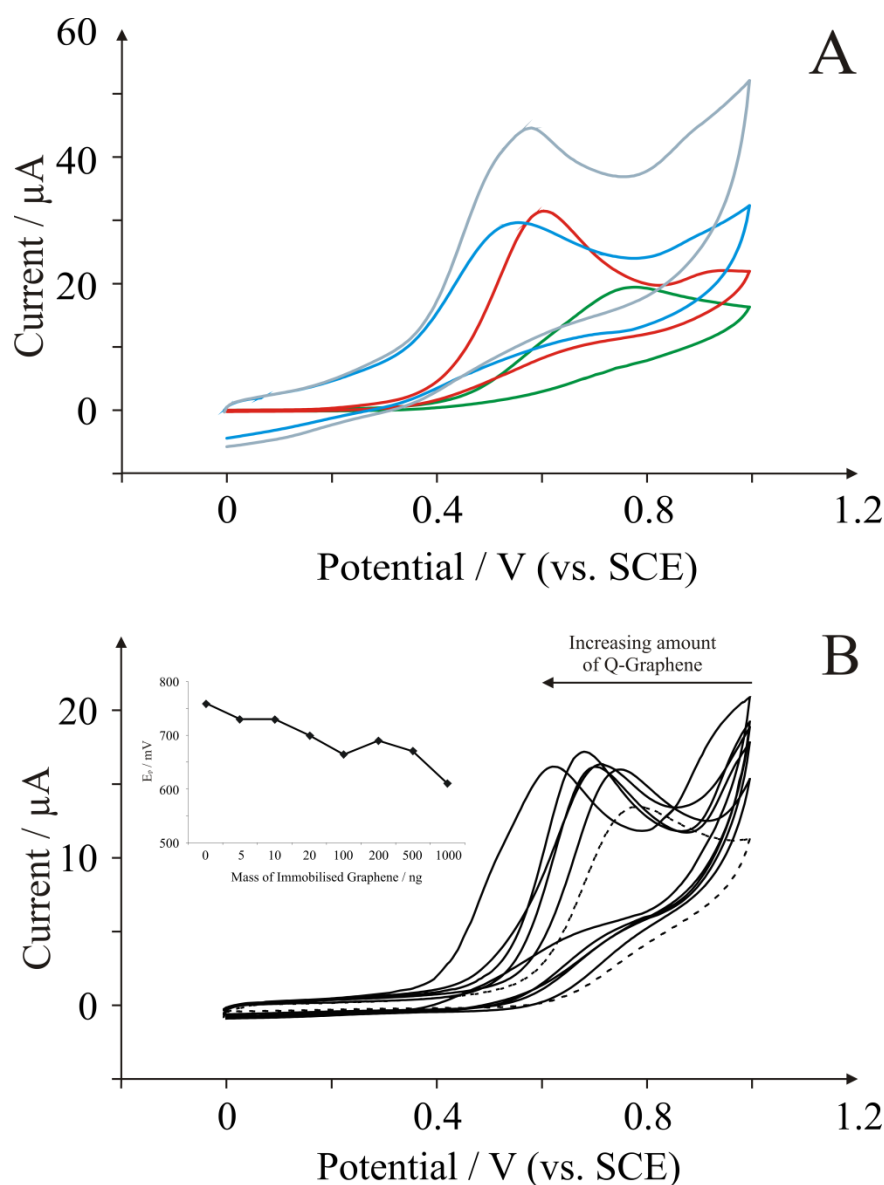 A
60
40
20
0
Current / µA
0
0.4
0.8
1.2
Potential / V (vs. SCE)
B
Increasing amount
of Q-Graphene
20
10
0
Current / µA
800
700
600
500
Eₚ / mV
0
5
10
20
100
200
500
1000
Mass of Immobilised Graphene / ng
0
0.4
0.8
1.2
Potential / V (vs. SCE)